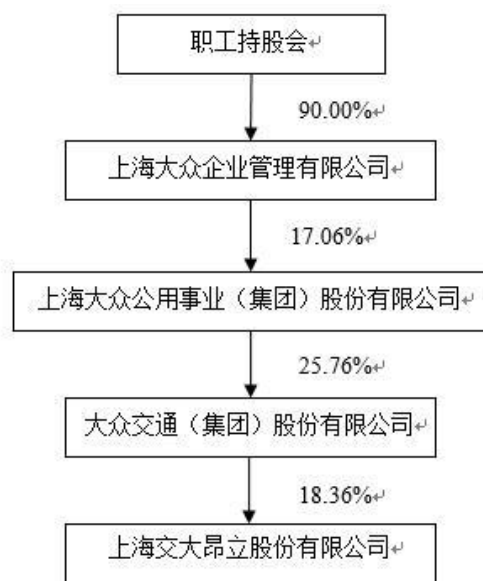 职工持股会
90.00%
上海大众企业管理有限公司
17.06%
上海大众公用事业（集团）股份有限公司
25.76%
大众交通（集团）股份有限公司
18.36%
上海交大昂立股份有限公司